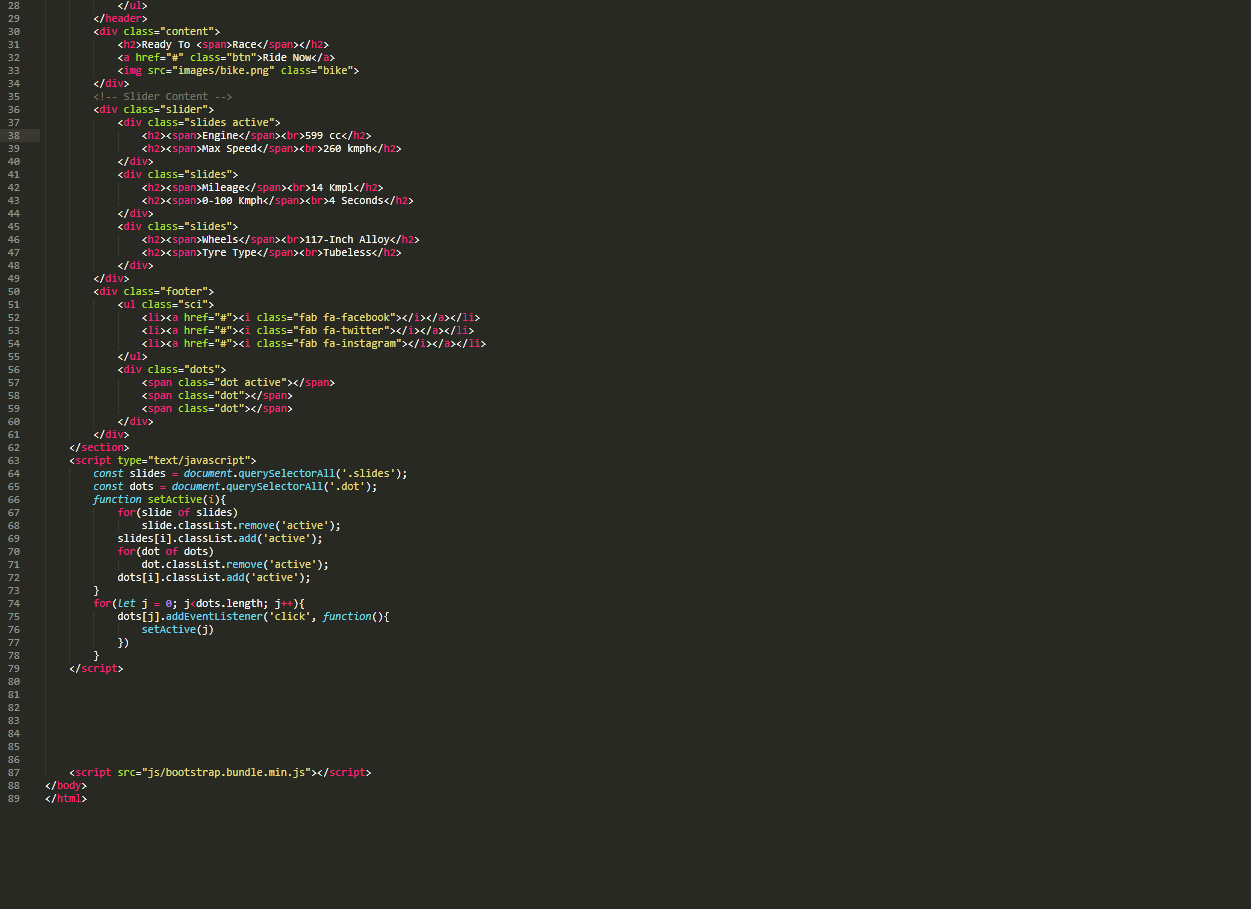 28 </ul>
29 </header>
30 <div class="content">
31 <h2>Ready To <span>Race</span></h2>
32 <a href="#" class="btn">Ride Now</a>
33 <img src="images/bike.png" class="bike">
34 </div>
35 <!-- Slider Content -->
36 <div class="slider">
37 <div class="slides active">
38 <h2><span>Engine</span><br>599 cc</h2>
39 <h2><span>Max Speed</span><br>260 kmph</h2>
40 </div>
41 <div class="slides">
42 <h2><span>Mileage</span><br>14 Kmpl</h2>
43 <h2><span>0-100 Kmph</span><br>4 Seconds</h2>
44 </div>
45 <div class="slides">
46 <h2><span>Wheels</span><br>117-Inch Alloy</h2>
47 <h2><span>Tyre Type</span><br>Tubeless</h2>
48 </div>
49 </div>
50 <div class="footer">
51 <ul class="sci">
52 <li><a href="#"><i class="fab fa-facebook"></i></a></li>
53 <li><a href="#"><i class="fab fa-twitter"></i></a></li>
54 <li><a href="#"><i class="fab fa-instagram"></i></a></li>
55 </ul>
56 <div class="dots">
57 <span class="dot active"></span>
58 <span class="dot"></span>
59 <span class="dot"></span>
60 </div>
61 </div>
62 </section>
63 <script type="text/javascript">
64 const slides = document.querySelectorAll('.slides');
65 const dots = document.querySelectorAll('.dot');
66 function setActive(i){
67 for(slide of slides)
68 slide.classList.remove('active');
69 slides[i].classList.add('active');
70 for(dot of dots)
71 dot.classList.remove('active');
72 dots[i].classList.add('active');
73 }
74 for(let j = 0; j<dots.length; j++){
75 dots[j].addEventListener('click', function(){
76 setActive(j)
77 })
78 }
79 </script>
80
81
82
83
84
85
86
87 <script src="js/bootstrap.bundle.min.js"></script>
88 </body>
89 </html>